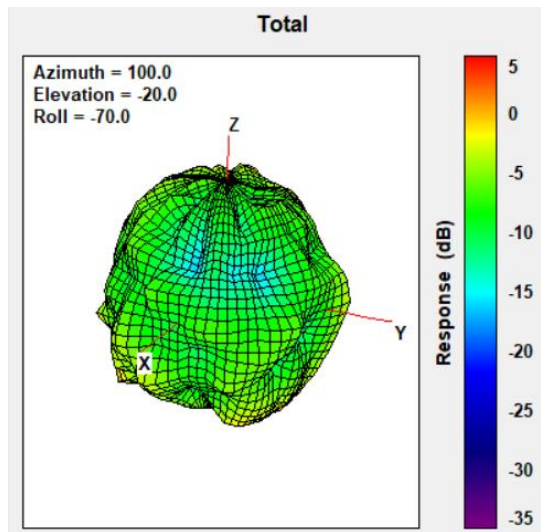 Total
Azimuth = 100.0
Elevation = -20.0
Roll = -70.0
Z
Y
X
5
0
-5
-10
-15
-20
-25
-30
-35
Response (dB)